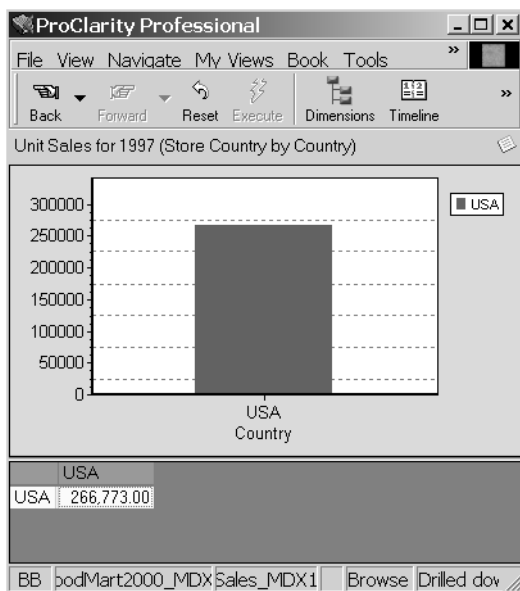 ProClarity Professional
File View Navigate My Views Book Tools »
Back Forward Reset Execute Dimensions Timeline »
Unit Sales for 1997 (Store Country by Country)
300000
250000
200000
150000
100000
50000
0
USA
USA
Country
USA
USA 266,773.00
BB oodMart2000_MDX Sales_MDX1 Browse Drilled dov